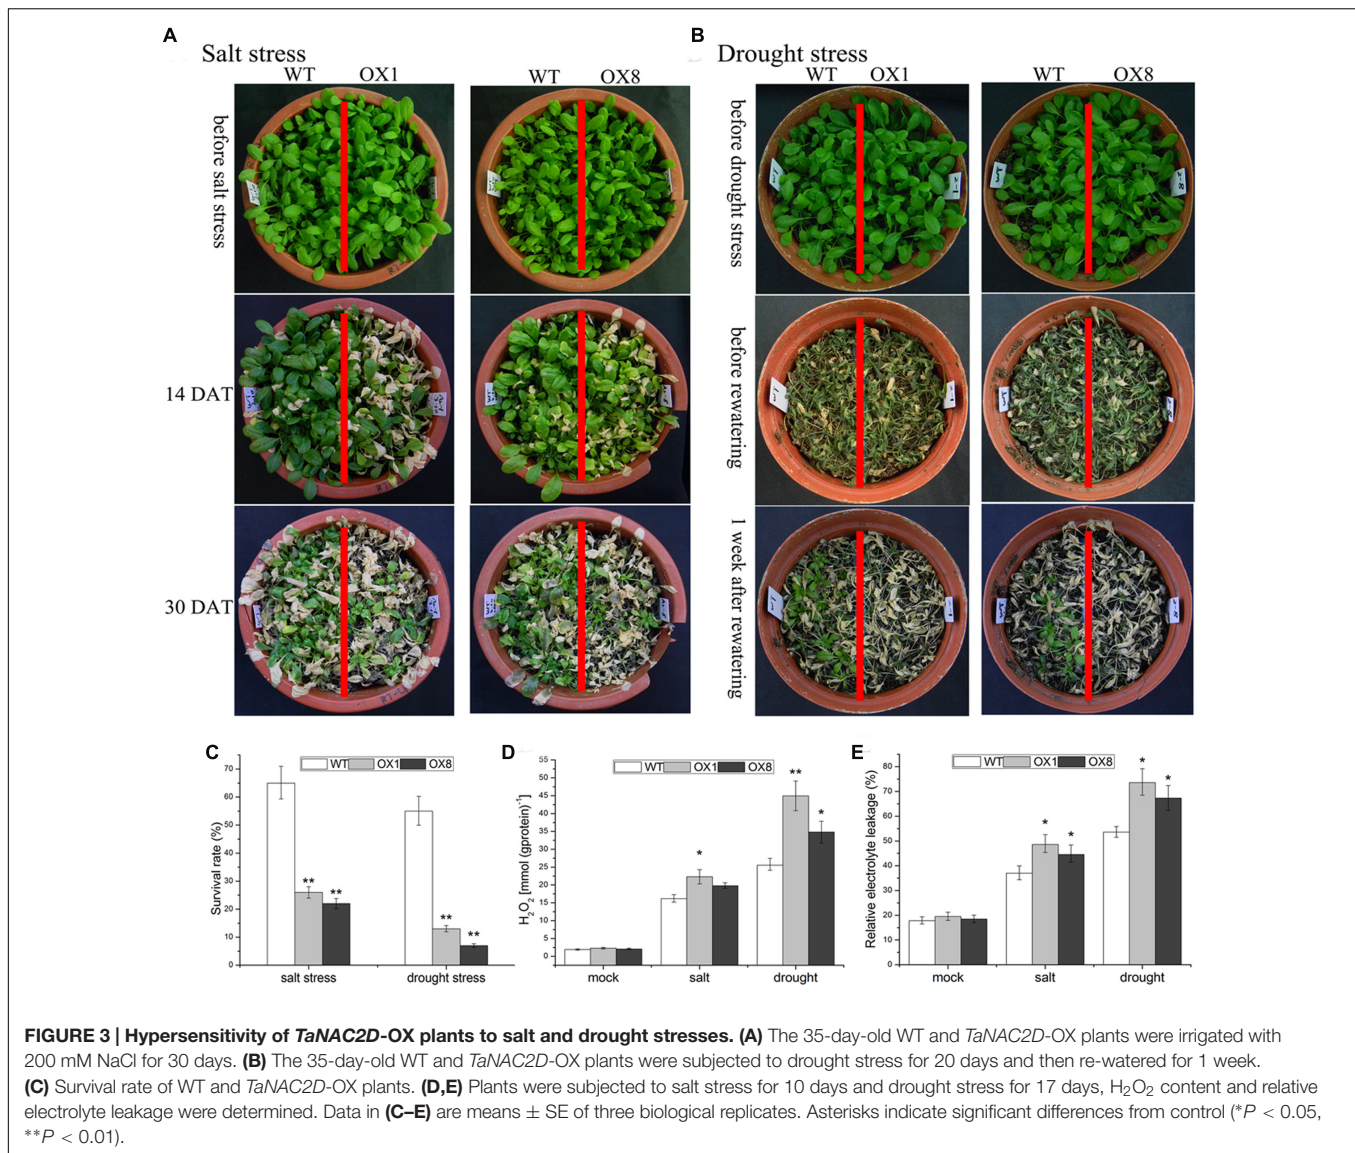 A
Salt stress
WT OX1
WT OX8
B
Drought stress
WT OX1
WT OX8
before salt stress
14 DAT
30 DAT
before drought stress
before rewatering
1 week after rewatering
C
WT OX1 OX8
Survival rate (%)
70
60
50
40
30
20
10
0
** ** ** **
salt stress drought stress
D
WT OX1 OX8
H2O2 [mmol (gprotein)-1]
55
50
45
40
35
30
25
20
15
10
5
0
* ** *
mock salt drought
E
WT OX1 OX8
Relative electrolyte leakage (%)
80
70
60
50
40
30
20
10
0
* * * *
mock salt drought
FIGURE 3 | Hypersensitivity of TaNAC2D-OX plants to salt and drought stresses. (A) The 35-day-old WT and TaNAC2D-OX plants were irrigated with
200 mM NaCl for 30 days. (B) The 35-day-old WT and TaNAC2D-OX plants were subjected to drought stress for 20 days and then re-watered for 1 week.
(C) Survival rate of WT and TaNAC2D-OX plants. (D,E) Plants were subjected to salt stress for 10 days and drought stress for 17 days, H2O2 content and relative
electrolyte leakage were determined. Data in (C–E) are means ± SE of three biological replicates. Asterisks indicate significant differences from control (*P < 0.05,
**P < 0.01).